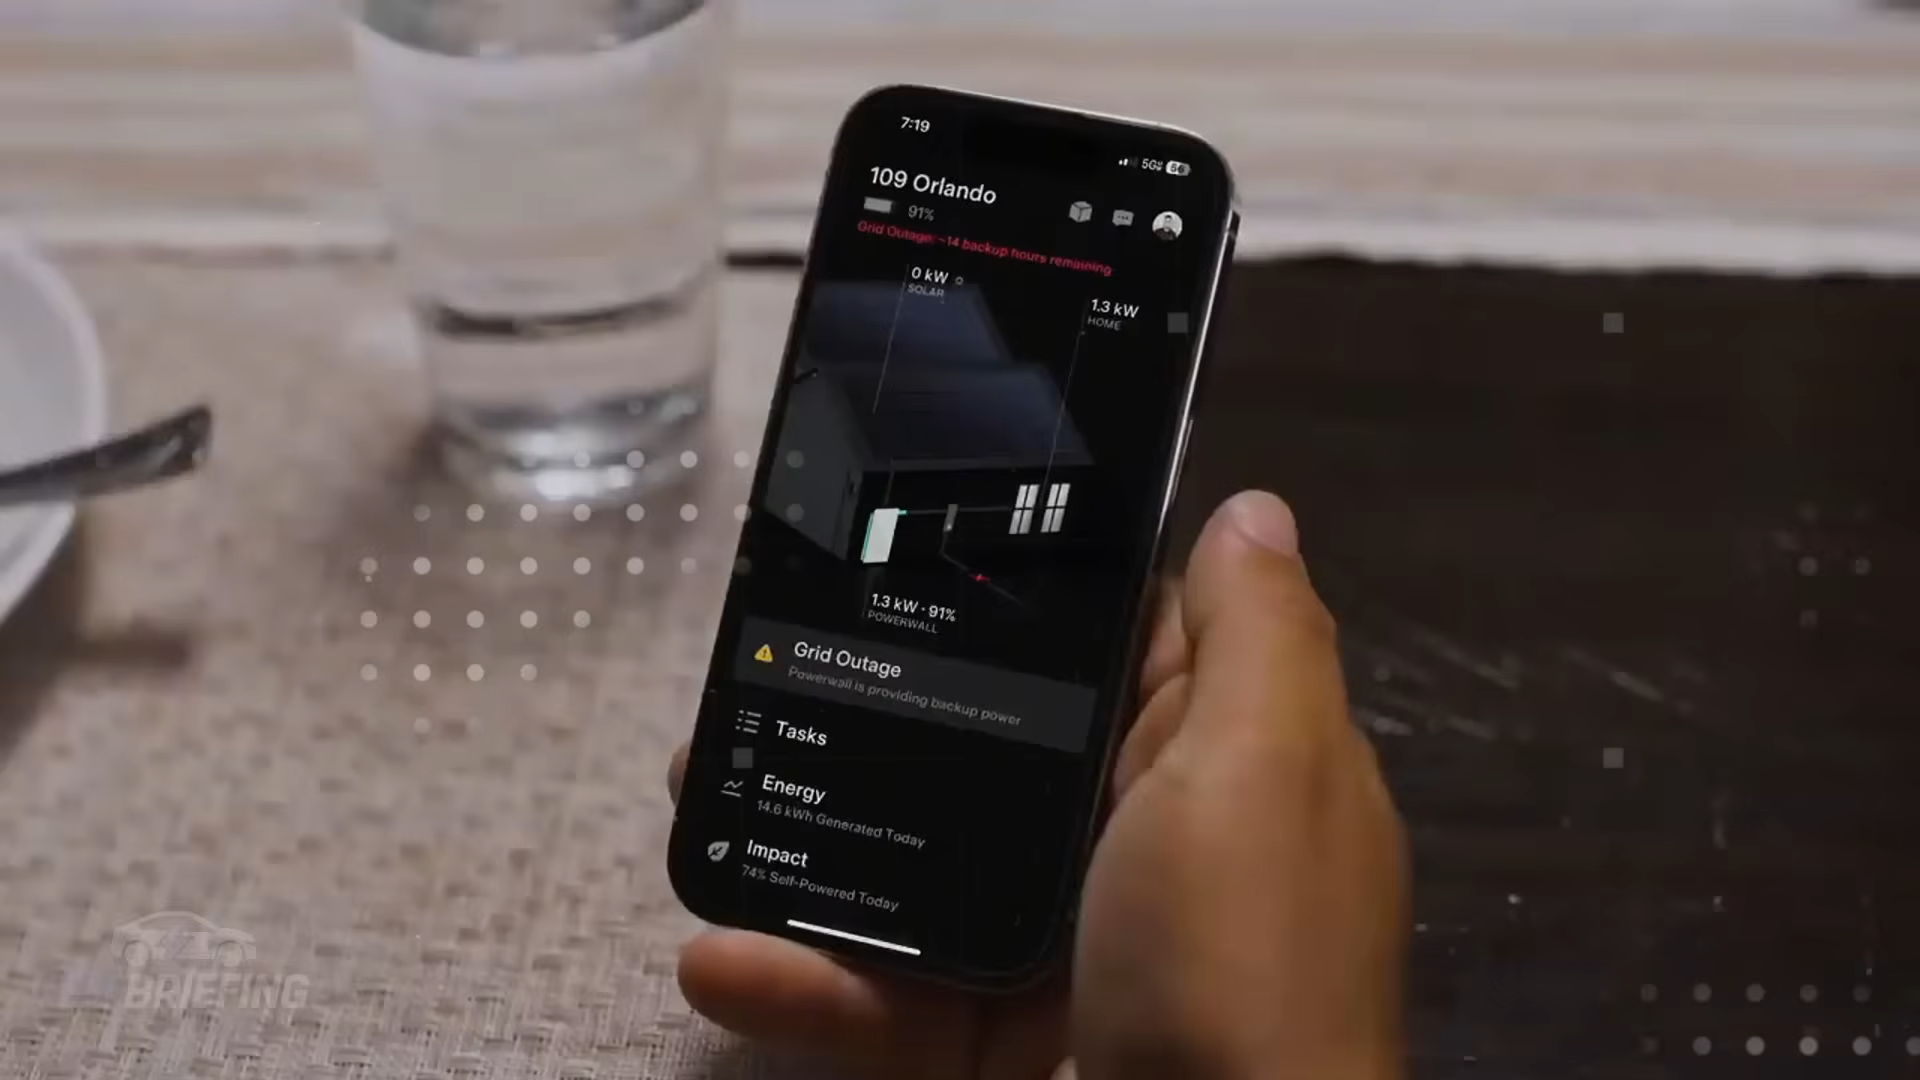 7:19
5G
56
109 Orlando
91%
Grid Outage: ~14 backup hours remaining
0 kW
SOLAR
1.3 kW
HOME
1.3 kW · 91%
POWERWALL
Grid Outage
Powerwall is providing backup power
Tasks
Energy
14.6 kWh Generated Today
Impact
74% Self-Powered Today
BRIEFING